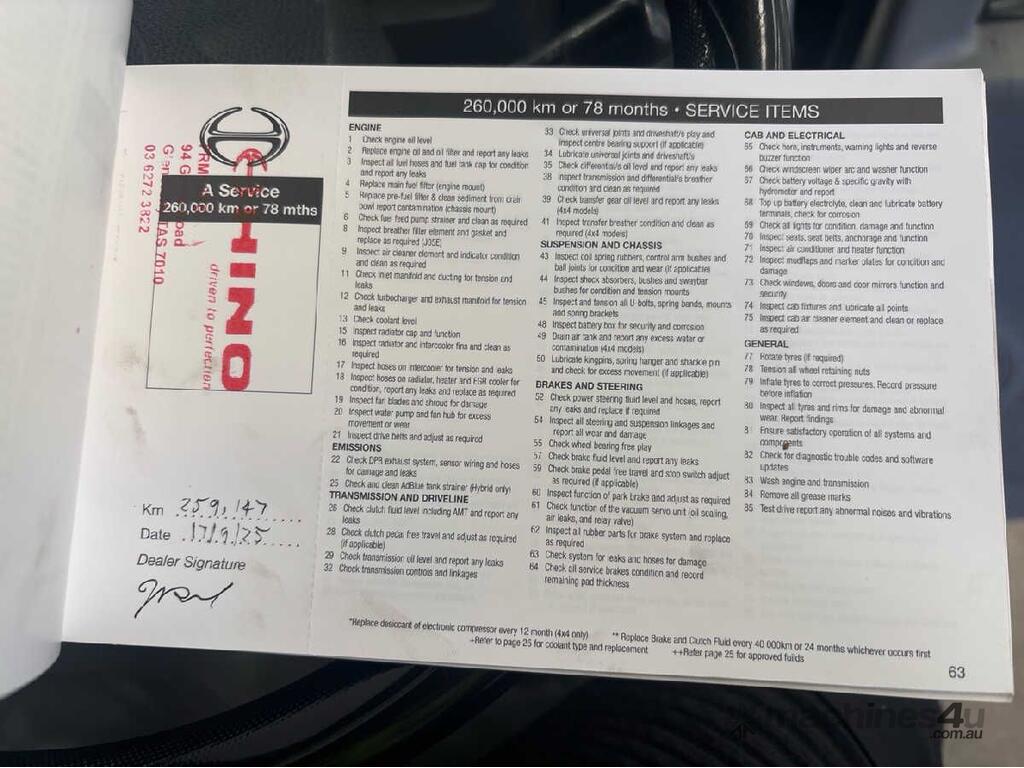 260,000 km or 78 months • SERVICE ITEMS
HINO
driven to perfection
94 G
Road
TAS 7010
03 6272 3822
A Service
260,000 km or 78 mths
Km 259,147
Date 17/9/25
Dealer Signature
ENGINE
1 Check engine oil level
2 Replace engine oil and oil filter and report any leaks
3 Inspect all fuel hoses and fuel tank cap for condition
and report any leaks
4 Replace main fuel filter (engine mount)
5 Replace pre-fuel filter & clean sediment from drain
bowl report contamination (chassis mount)
6 Check fuel feed pump strainer and clean as required
8 Inspect breather filter element and gasket and
replace as required (J05E)
9 Inspect air cleaner element and indicator condition
and clean as required
11 Check inlet manifold and ducting for tension and
leaks
12 Check turbocharger and exhaust manifold for tension
and leaks
13 Check coolant level
15 Inspect radiator cap and function
16 Inspect radiator and intercooler fins and clean as
required
17 Inspect hoses on intercooler for tension and leaks
18 Inspect hoses on radiator, heater and EGR cooler for
condition, report any leaks and replace as required
19 Inspect fan blades and shroud for damage
20 Inspect water pump and fan hub for excess
movement or wear
21 Inspect drive belts and adjust as required
EMISSIONS
22 Check DPR exhaust system, sensor wiring and hoses
for damage and leaks
25 Check and clean AdBlue tank strainer (Hybrid only)
TRANSMISSION AND DRIVELINE
26 Check clutch fluid level including AMT and report any
leaks
28 Check clutch pedal free travel and adjust as required
(if applicable)
29 Check transmission oil level and report any leaks
32 Check transmission controls and linkages
33 Check universal joints and driveshaft/s play and
inspect centre bearing support (if applicable)
34 Lubricate universal joints and driveshaft/s
35 Check differential/s oil level and report any leaks
38 Inspect transmission and differential/s breather
condition and clean as required
39 Check transfer gear oil level and report any leaks
(4x4 models)
41 Inspect transfer breather condition and clean as
required (4x4 models)
SUSPENSION AND CHASSIS
43 Inspect coil spring rubbers, control arm bushes and
ball joints for condition and wear (if applicable)
44 Inspect shock absorbers, bushes and swaybar
bushes for condition and tension mounts
45 Inspect and tension all U-bolts, spring bands, mounts
and spring brackets
48 Inspect battery box for security and corrosion
49 Drain air tank and report any excess water or
contamination (4x4 models)
50 Lubricate kingpins, spring hanger and shackle pin
and check for excess movement (if applicable)
BRAKES AND STEERING
52 Check power steering fluid level and hoses, report
any leaks and replace if required
54 Inspect all steering and suspension linkages and
report all wear and damage
55 Check wheel bearing free play
57 Check brake fluid level and report any leaks
59 Check brake pedal free travel and stop switch adjust
as required (if applicable)
60 Inspect function of park brake and adjust as required
61 Check function of the vacuum servo unit (oil sealing,
air leaks, and relay valve)
62 Inspect all rubber parts for brake system and replace
as required
63 Check system for leaks and hoses for damage
64 Check all service brakes condition and record
remaining pad thickness
CAB AND ELECTRICAL
65 Check horn, instruments, warning lights and reverse
buzzer function
66 Check windscreen wiper arc and washer function
67 Check battery voltage & specific gravity with
hydrometer and report
68 Top up battery electrolyte, clean and lubricate battery
terminals, check for corrosion
69 Check all lights for condition, damage and function
70 Inspect seats, seat belts, anchorage and function
71 Inspect air conditioner and heater function
72 Inspect mudflaps and marker plates for condition and
damage
73 Check windows, doors and door mirrors function and
security
74 Inspect cab fixtures and lubricate all points
75 Inspect cab air cleaner element and clean or replace
as required
GENERAL
77 Rotate tyres (if required)
78 Tension all wheel retaining nuts
79 Inflate tyres to correct pressures. Record pressure
before inflation
80 Inspect all tyres and rims for damage and abnormal
wear. Report findings
81 Ensure satisfactory operation of all systems and
components
82 Check for diagnostic trouble codes and software
updates
83 Wash engine and transmission
84 Remove all grease marks
85 Test drive report any abnormal noises and vibrations
*Replace desiccant of electronic compressor every 12 month (4x4 only) ** Replace Brake and Clutch Fluid every 40 000km or 24 months whichever occurs first
+Refer to page 25 for coolant type and replacement ++Refer page 25 for approved fluids
63
machines4u
.com.au